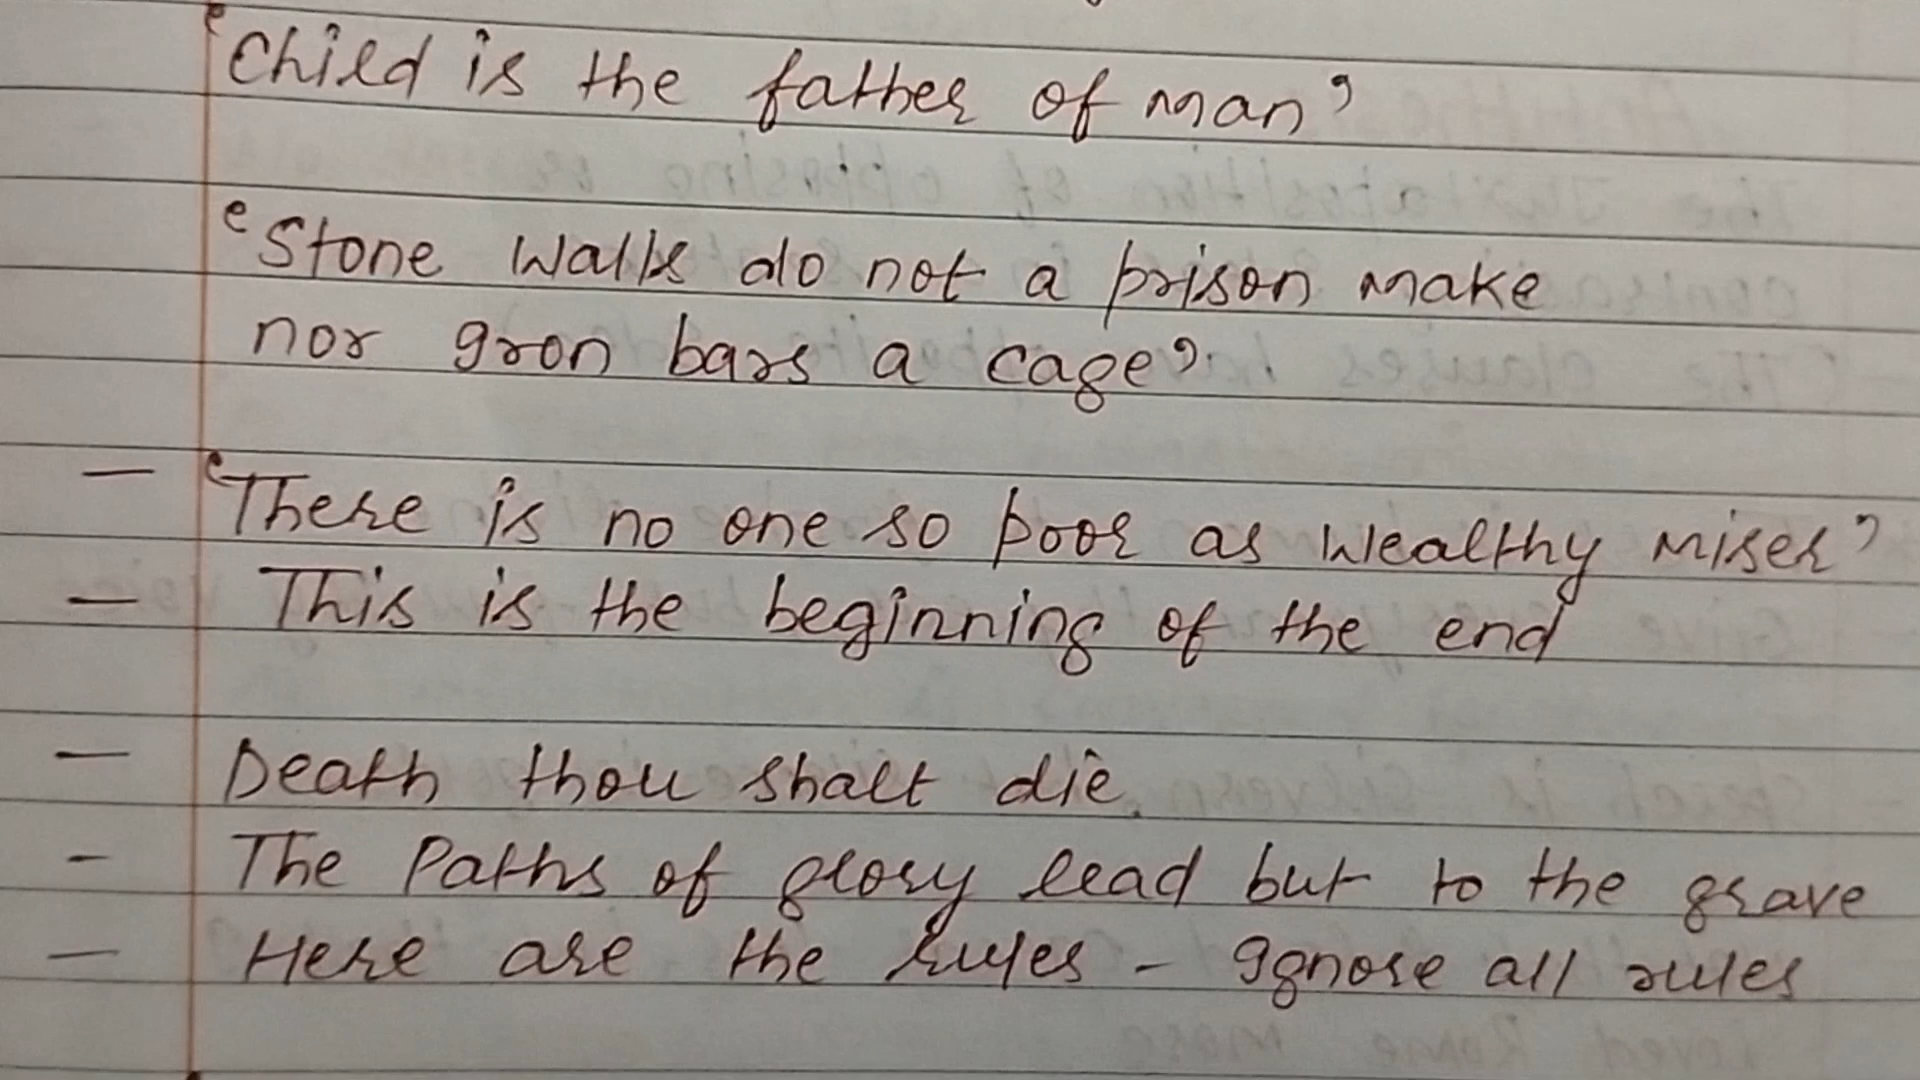 'Child is the father of man'
'Stone walls do not a prison make
nor Iron bars a cage'.
— 'There is no one so poor as wealthy miser'
— This is the beginning of the end
— Death thou shalt die.
- The Paths of glory lead but to the grave
— Here are the rules - Ignore all rules